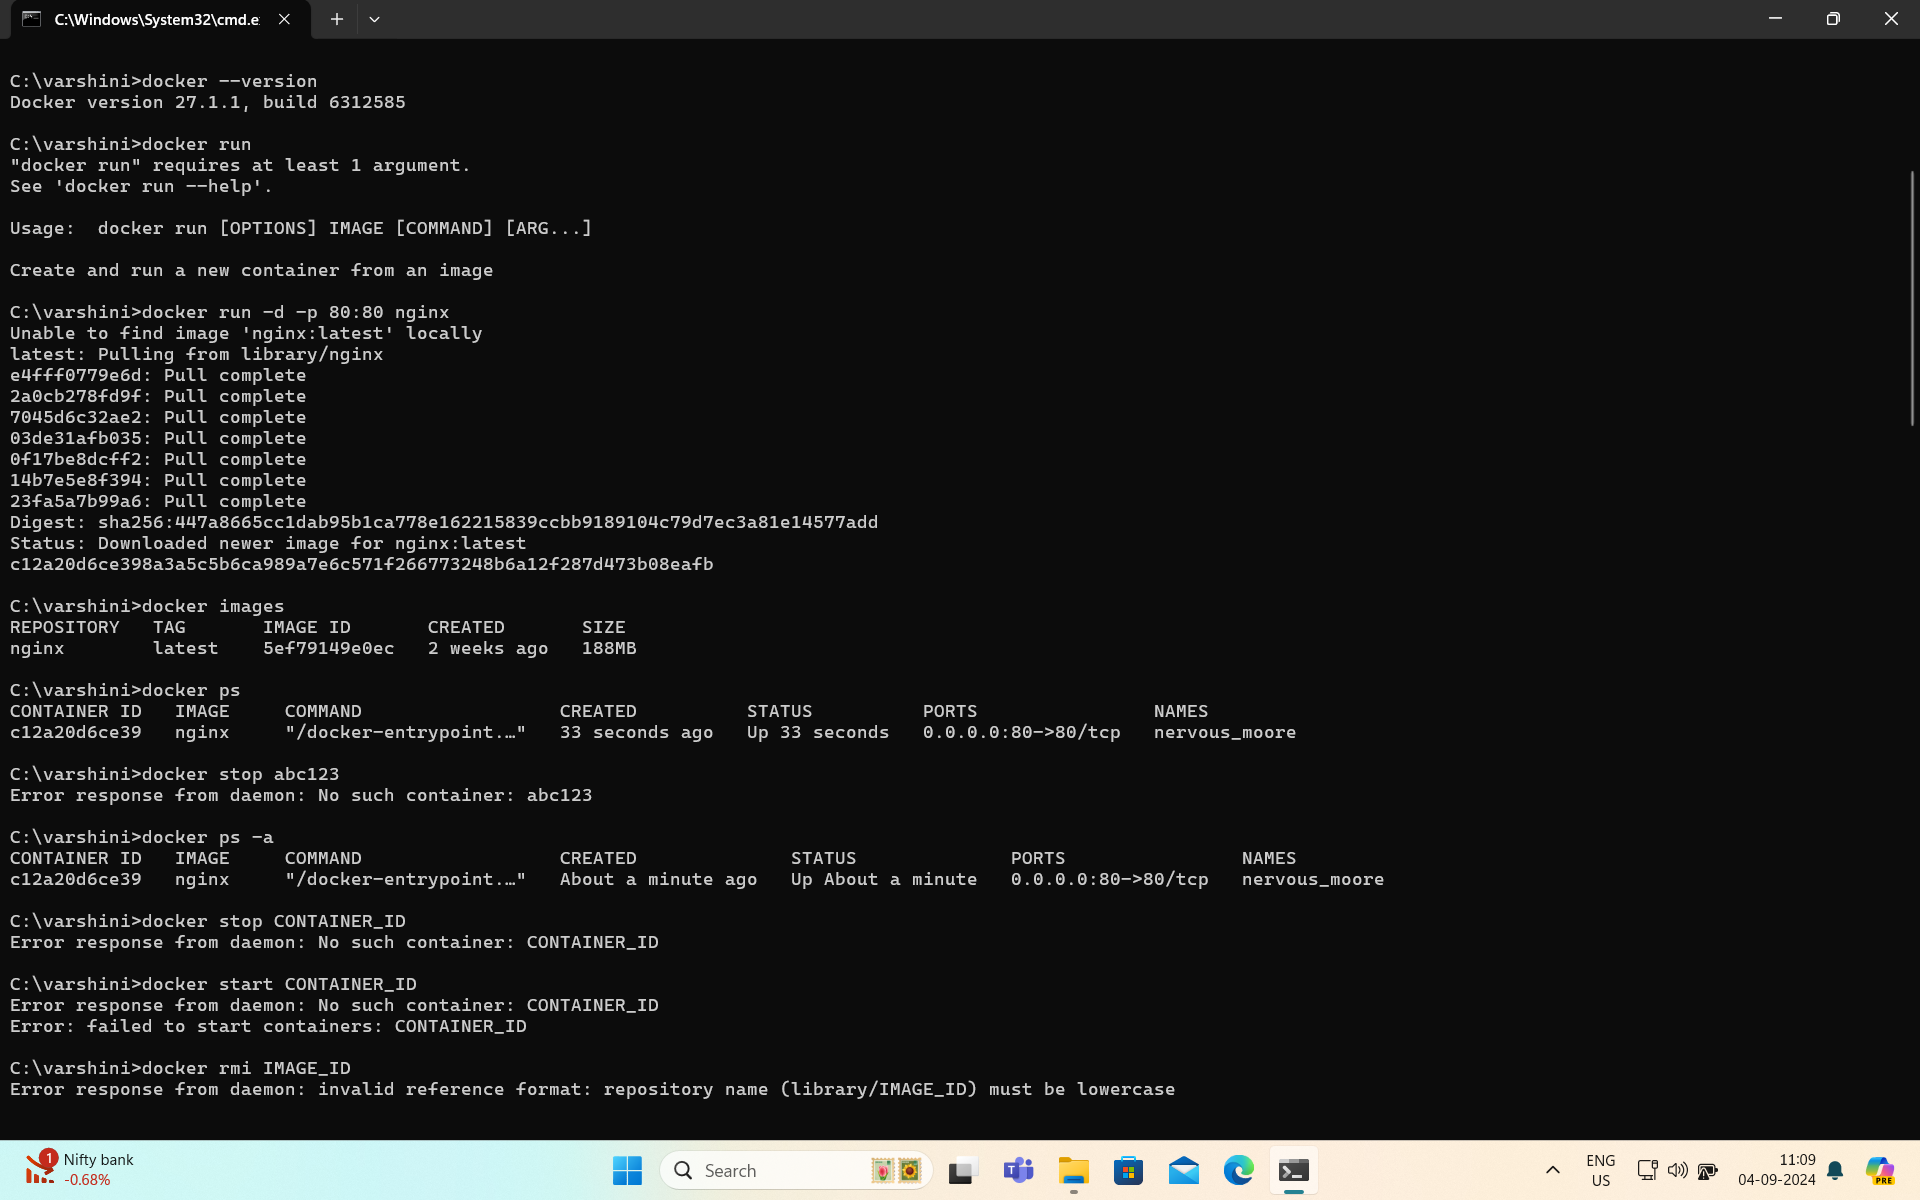 C:\Windows\System32\cmd.e
C:\varshini>docker --version
Docker version 27.1.1, build 6312585
C:\varshini>docker run
"docker run" requires at least 1 argument.
See 'docker run --help'.
Usage:  docker run [OPTIONS] IMAGE [COMMAND] [ARG...]
Create and run a new container from an image
C:\varshini>docker run -d -p 80:80 nginx
Unable to find image 'nginx:latest' locally
latest: Pulling from library/nginx
e4fff0779e6d: Pull complete
2a0cb278fd9f: Pull complete
7045d6c32ae2: Pull complete
03de31afb035: Pull complete
0f17be8dcff2: Pull complete
14b7e5e8f394: Pull complete
23fa5a7b99a6: Pull complete
Digest: sha256:447a8665cc1dab95b1ca778e162215839ccbb9189104c79d7ec3a81e14577add
Status: Downloaded newer image for nginx:latest
c12a20d6ce398a3a5c5b6ca989a7e6c571f266773248b6a12f287d473b08eafb
C:\varshini>docker images
REPOSITORY   TAG       IMAGE ID       CREATED       SIZE
nginx        latest    5ef79149e0ec   2 weeks ago   188MB
C:\varshini>docker ps
CONTAINER ID   IMAGE     COMMAND                  CREATED          STATUS          PORTS                NAMES
c12a20d6ce39   nginx     "/docker-entrypoint.…"   33 seconds ago   Up 33 seconds   0.0.0.0:80->80/tcp   nervous_moore
C:\varshini>docker stop abc123
Error response from daemon: No such container: abc123
C:\varshini>docker ps -a
CONTAINER ID   IMAGE     COMMAND                  CREATED              STATUS              PORTS                NAMES
c12a20d6ce39   nginx     "/docker-entrypoint.…"   About a minute ago   Up About a minute   0.0.0.0:80->80/tcp   nervous_moore
C:\varshini>docker stop CONTAINER_ID
Error response from daemon: No such container: CONTAINER_ID
C:\varshini>docker start CONTAINER_ID
Error response from daemon: No such container: CONTAINER_ID
Error: failed to start containers: CONTAINER_ID
C:\varshini>docker rmi IMAGE_ID
Error response from daemon: invalid reference format: repository name (library/IMAGE_ID) must be lowercase
1
Nifty bank
-0.68%
Search
ENG
US
11:09
04-09-2024
PRE